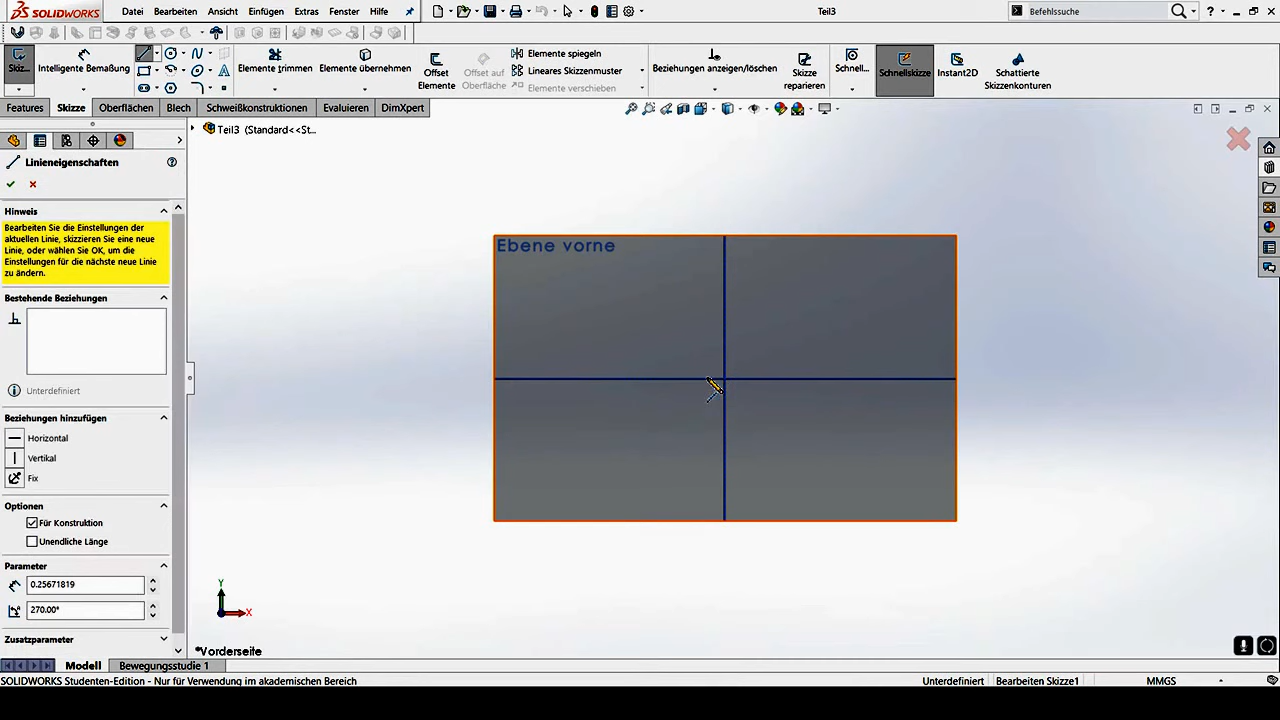 SOLIDWORKS
Datei Bearbeiten Ansicht Einfügen Extras Fenster Hilfe
Teil3
Befehlssuche
Skiz...
Intelligente Bemaßung
Elemente trimmen
Elemente übernehmen
Offset
Elemente
Offset auf
Oberfläche
Elemente spiegeln
Lineares Skizzenmuster
Elemente verschieben
Beziehungen anzeigen/löschen
Skizze
reparieren
Schnell...
Schnellskizze
Instant2D
Schattierte
Skizzenkonturen
Features Skizze Oberflächen Blech Schweißkonstruktionen Evaluieren DimXpert
Teil3 (Standard<<St...
Linieneigenschaften
Hinweis
Bearbeiten Sie die Einstellungen der
aktuellen Linie, skizzieren Sie eine neue
Linie, oder wählen Sie OK, um die
Einstellungen für die nächste neue Linie
zu ändern.
Bestehende Beziehungen
Unterdefiniert
Beziehungen hinzufügen
Horizontal
Vertikal
Fix
Optionen
Für Konstruktion
Unendliche Länge
Parameter
0.25671819
270.00°
Zusatzparameter
Ebene vorne
Y
X
*Vorderseite
Modell Bewegungsstudie 1
SOLIDWORKS Studenten-Edition - Nur für Verwendung im akademischen Bereich
Unterdefiniert Bearbeiten Skizze1 MMGS